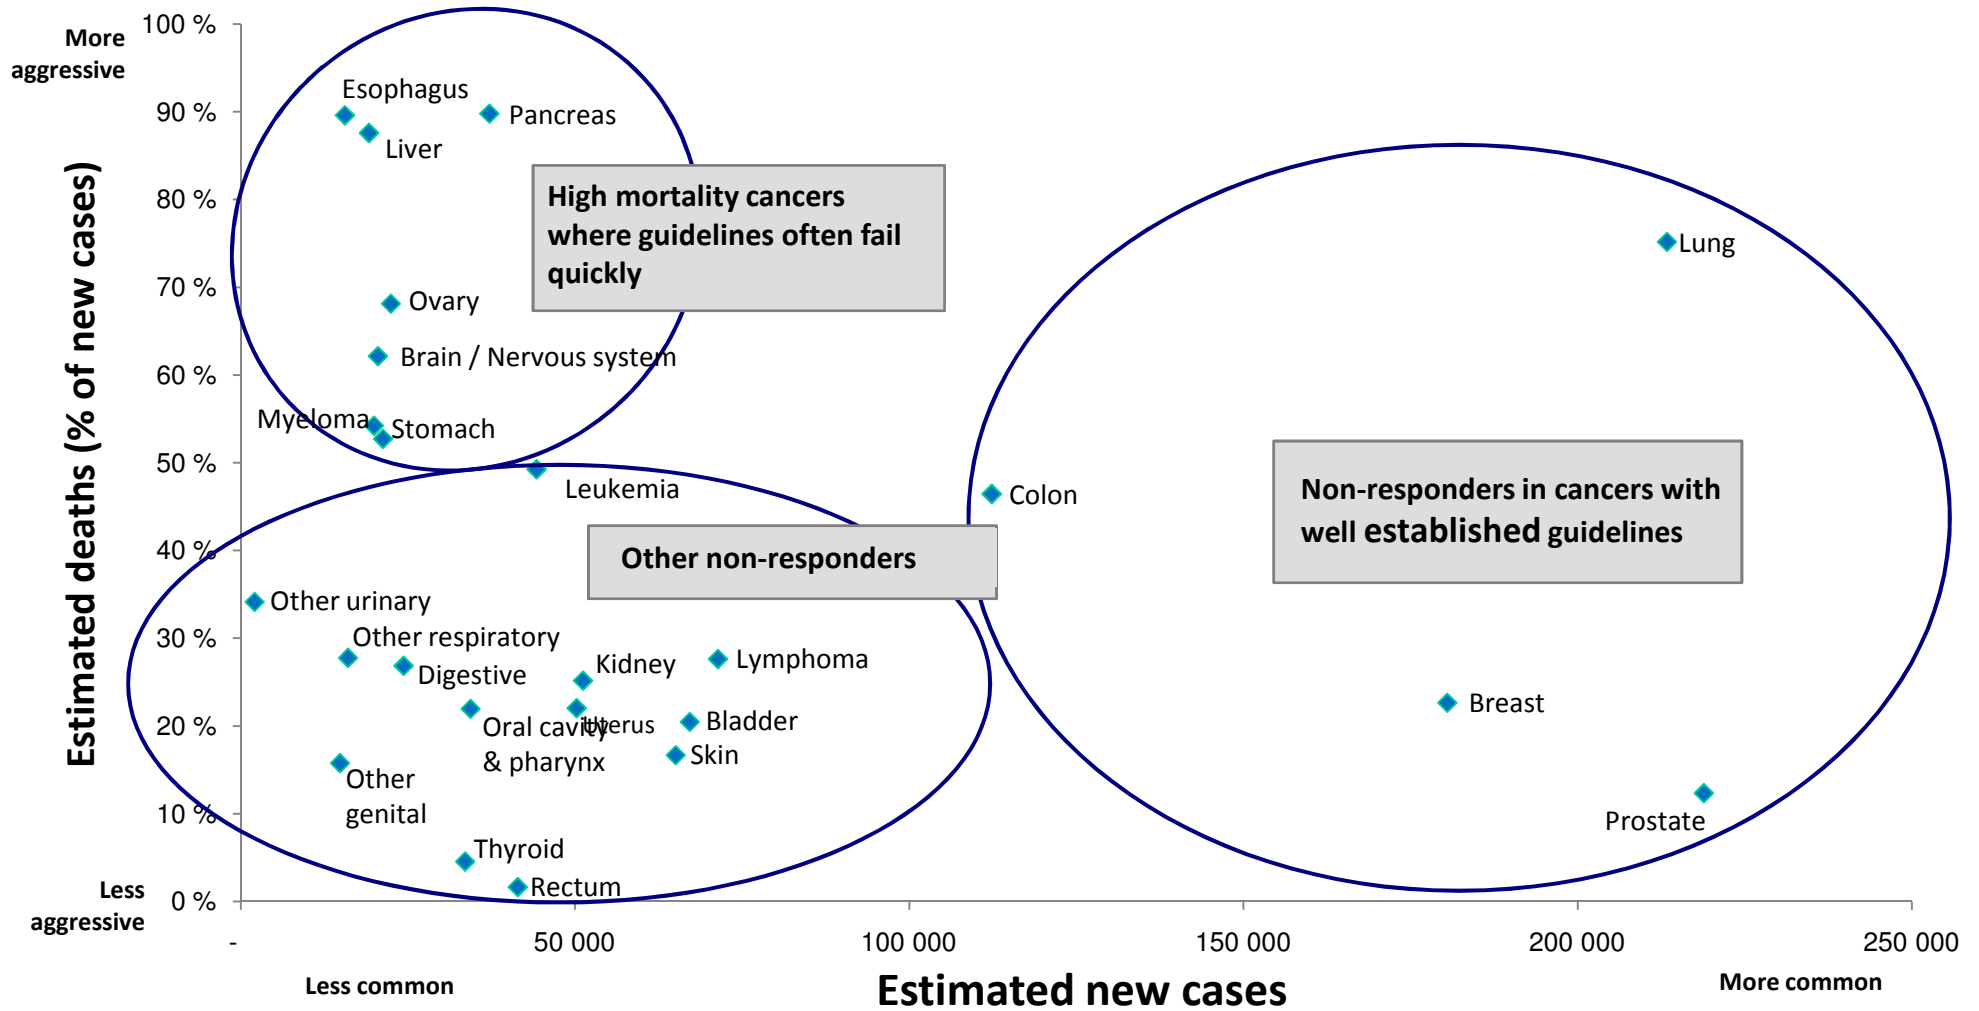 100 %
More
aggressive
90 %
80 %
70 %
60 %
50 %
40 %
30 %
20 %
10 %
0 %
Less
aggressive
Estimated deaths (% of new cases)
Esophagus
Pancreas
Liver
High mortality cancers
where guidelines often fail
quickly
Lung
Ovary
Brain / Nervous system
Myeloma
Stomach
Leukemia
Colon
Non-responders in cancers with
well established guidelines
Other non-responders
Other urinary
Other respiratory
Digestive
Kidney
Lymphoma
Breast
Oral cavity
& pharynx
Uterus
Bladder
Skin
Other
genital
Prostate
Thyroid
Rectum
-
50 000
100 000
150 000
200 000
250 000
Less common
Estimated new cases
More common